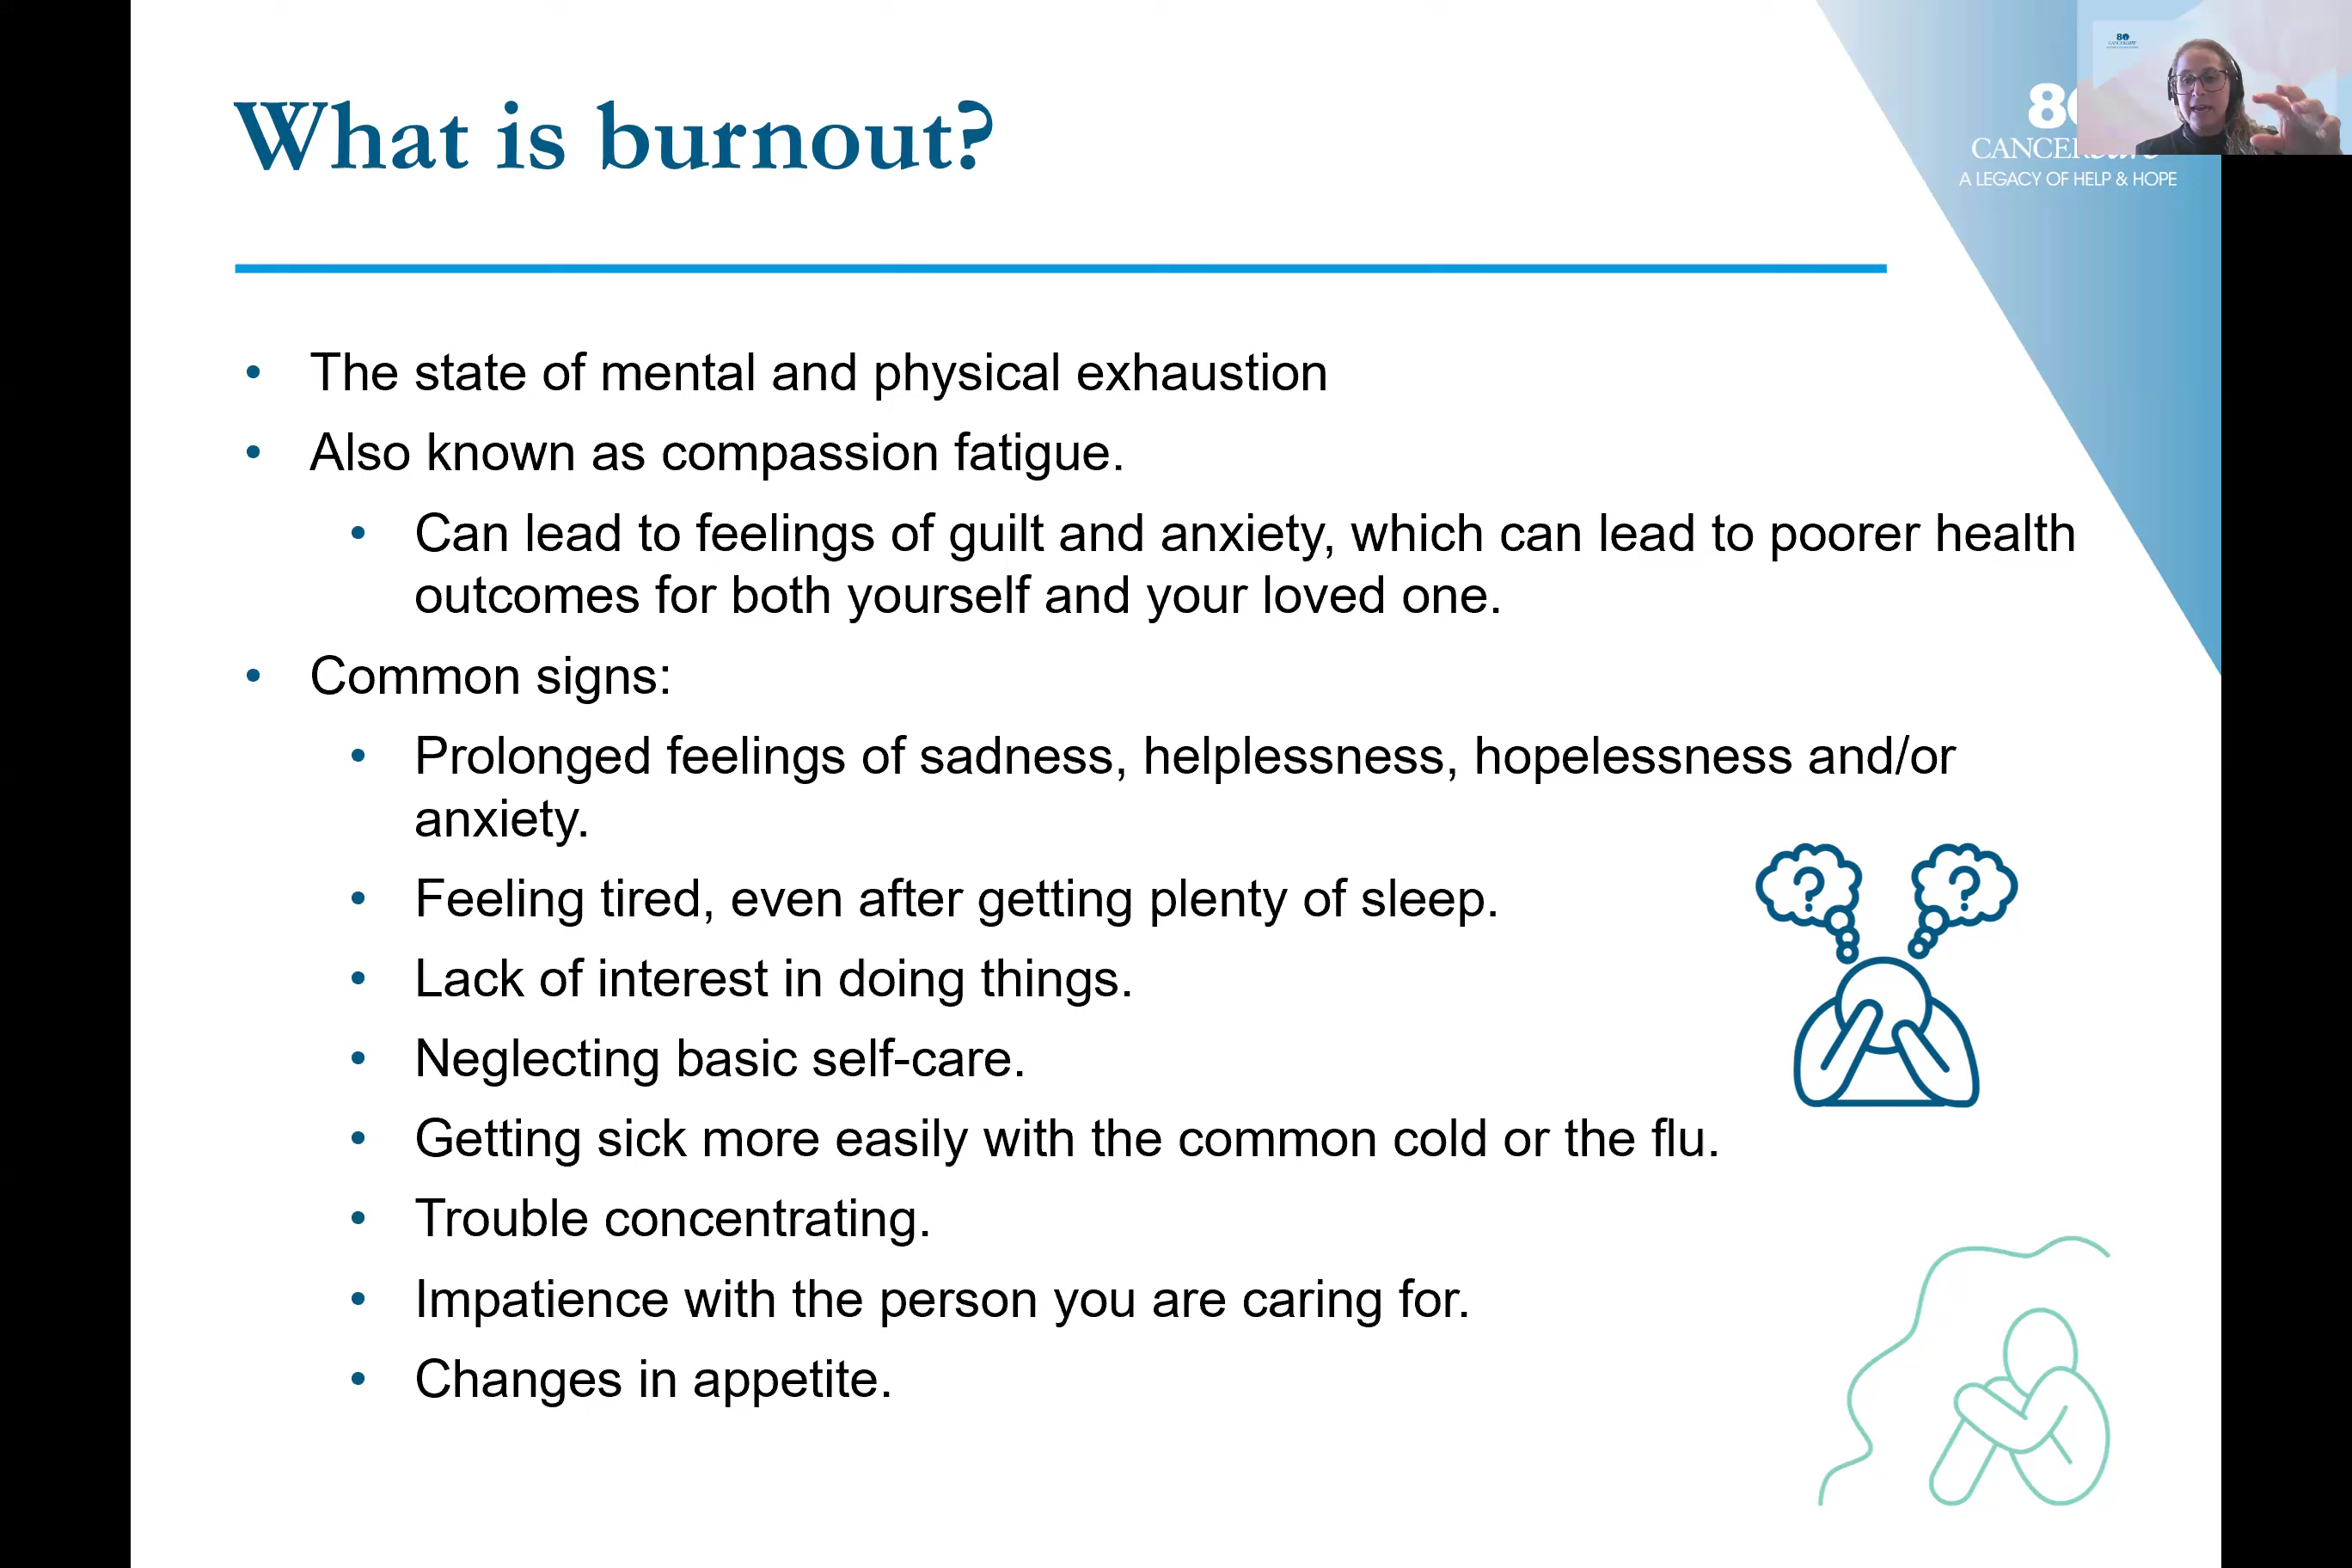 What is burnout?
80
CANCERcare
A LEGACY OF HELP & HOPE
• The state of mental and physical exhaustion
• Also known as compassion fatigue.
• Can lead to feelings of guilt and anxiety, which can lead to poorer health
outcomes for both yourself and your loved one.
• Common signs:
• Prolonged feelings of sadness, helplessness, hopelessness and/or
anxiety.
• Feeling tired, even after getting plenty of sleep.
? ?
• Lack of interest in doing things.
• Neglecting basic self-care.
• Getting sick more easily with the common cold or the flu.
• Trouble concentrating.
• Impatience with the person you are caring for.
• Changes in appetite.